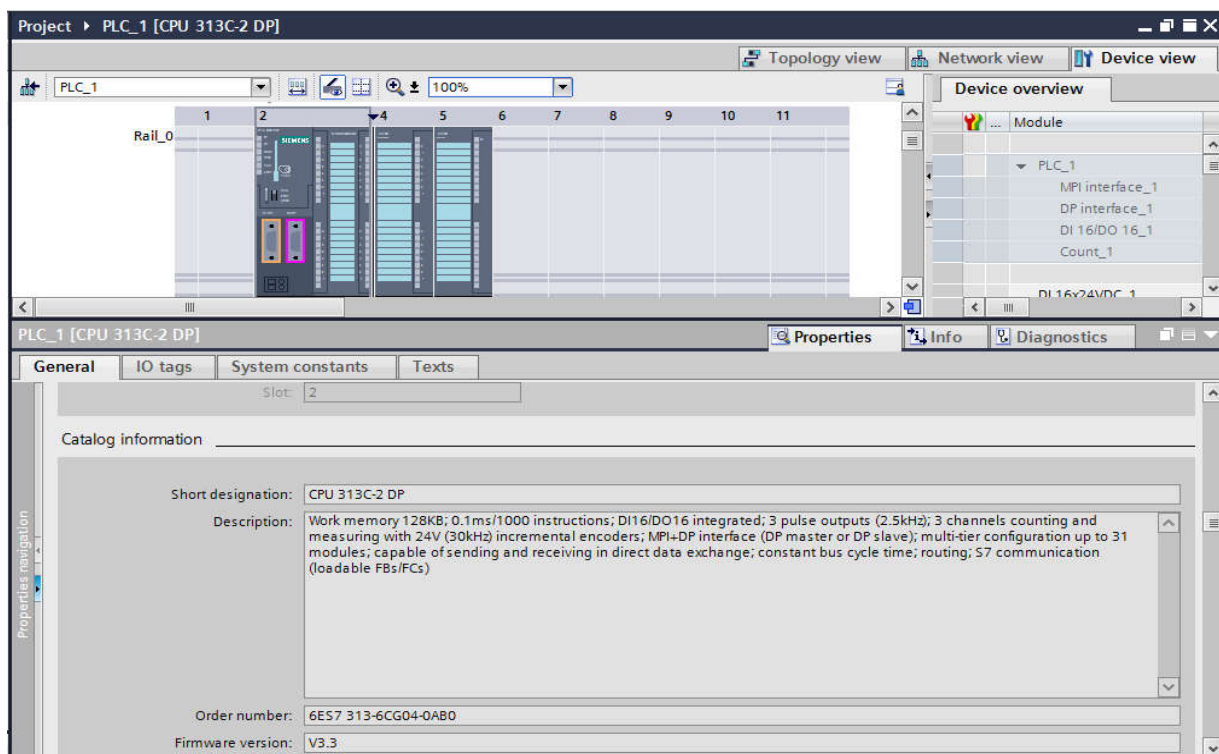 Project ▸ PLC_1 [CPU 313C-2 DP]
Topology view
Network view
Device view
PLC_1
100%
Device overview
1 2 4 5 6 7 8 9 10 11
Rail_0
SIEMENS
... Module
PLC_1
MPI interface_1
DP interface_1
DI 16/DO 16_1
Count_1
DI 16x24VDC_1
PLC_1 [CPU 313C-2 DP]
Properties
Info
Diagnostics
General
IO tags
System constants
Texts
Slot: 2
Catalog information
Short designation: CPU 313C-2 DP
Description: Work memory 128KB; 0.1ms/1000 instructions; DI16/DO16 integrated; 3 pulse outputs (2.5kHz); 3 channels counting and
measuring with 24V (30kHz) incremental encoders; MPI+DP interface (DP master or DP slave); multi-tier configuration up to 31
modules; capable of sending and receiving in direct data exchange; constant bus cycle time; routing; S7 communication
(loadable FBs/FCs)
Order number: 6ES7 313-6CG04-0AB0
Firmware version: V3.3
Properties navigation